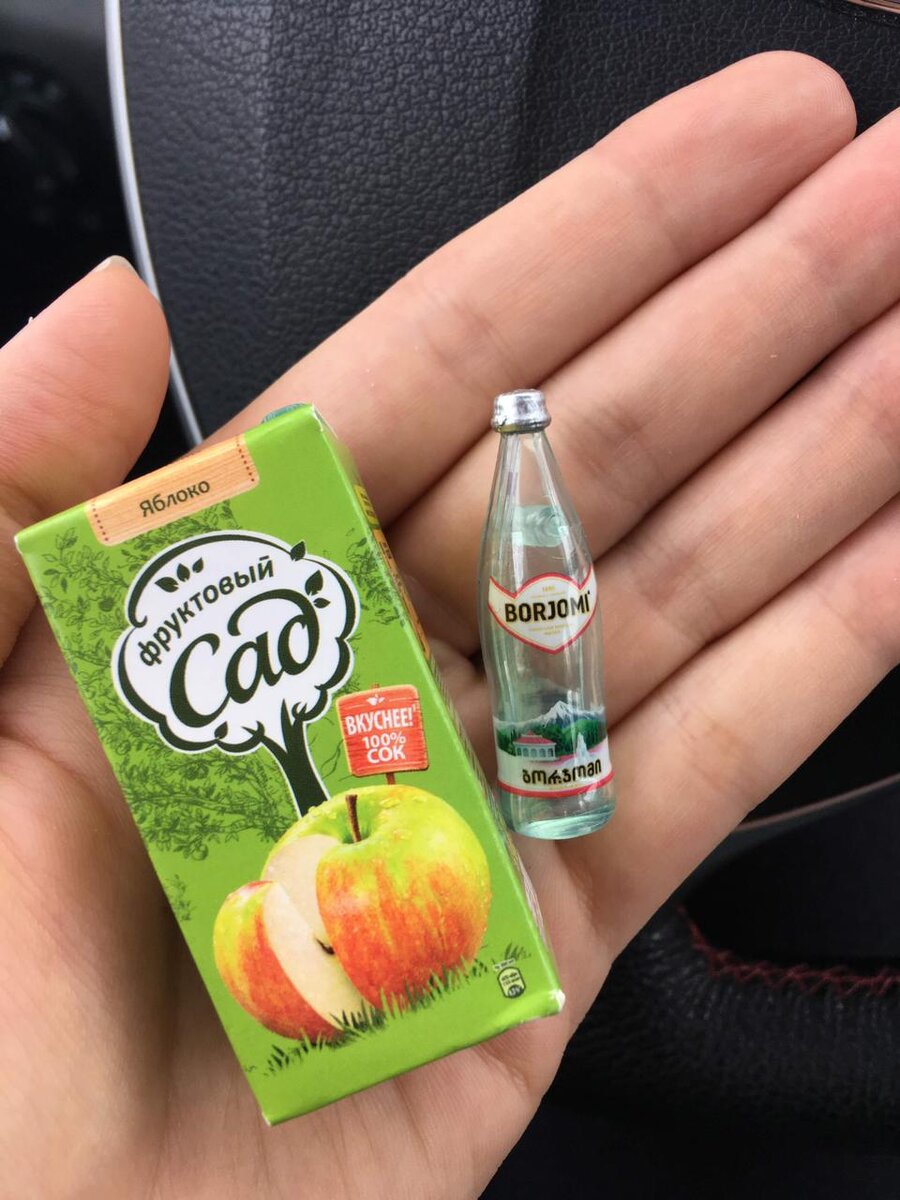 Яблоко
фруктовый
Сад
ВКУСНЕЕ!
100%
СОК
BORJOMI
ბორჯომი